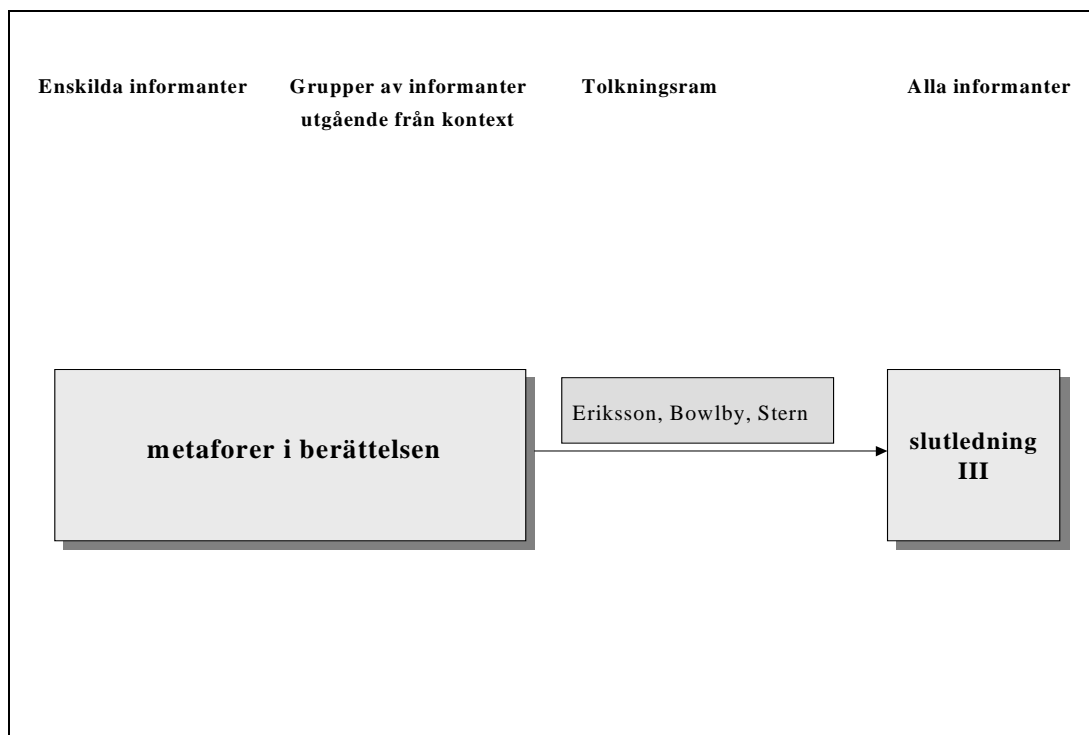 Enskilda informanter
Grupper av informanter
utgående från kontext
Tolkningsram
Alla informanter
metaforer i berättelsen
Eriksson, Bowlby, Stern
slutledning
III